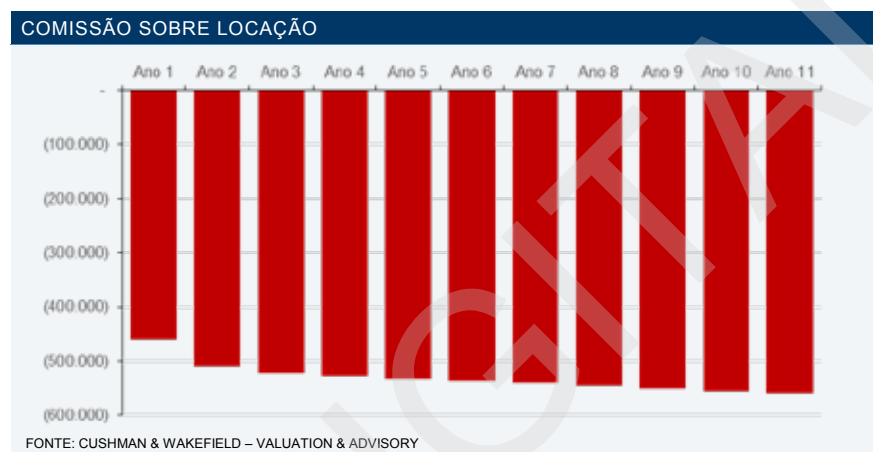 COMISSÃO SOBRE LOCAÇÃO
Ano 1 Ano 2 Ano 3 Ano 4 Ano 5 Ano 6 Ano 7 Ano 8 Ano 9 Ano 10 Ano 11
-
(100.000)
(200.000)
(300.000)
(400.000)
(500.000)
(600.000)
FONTE: CUSHMAN & WAKEFIELD – VALUATION & ADVISORY